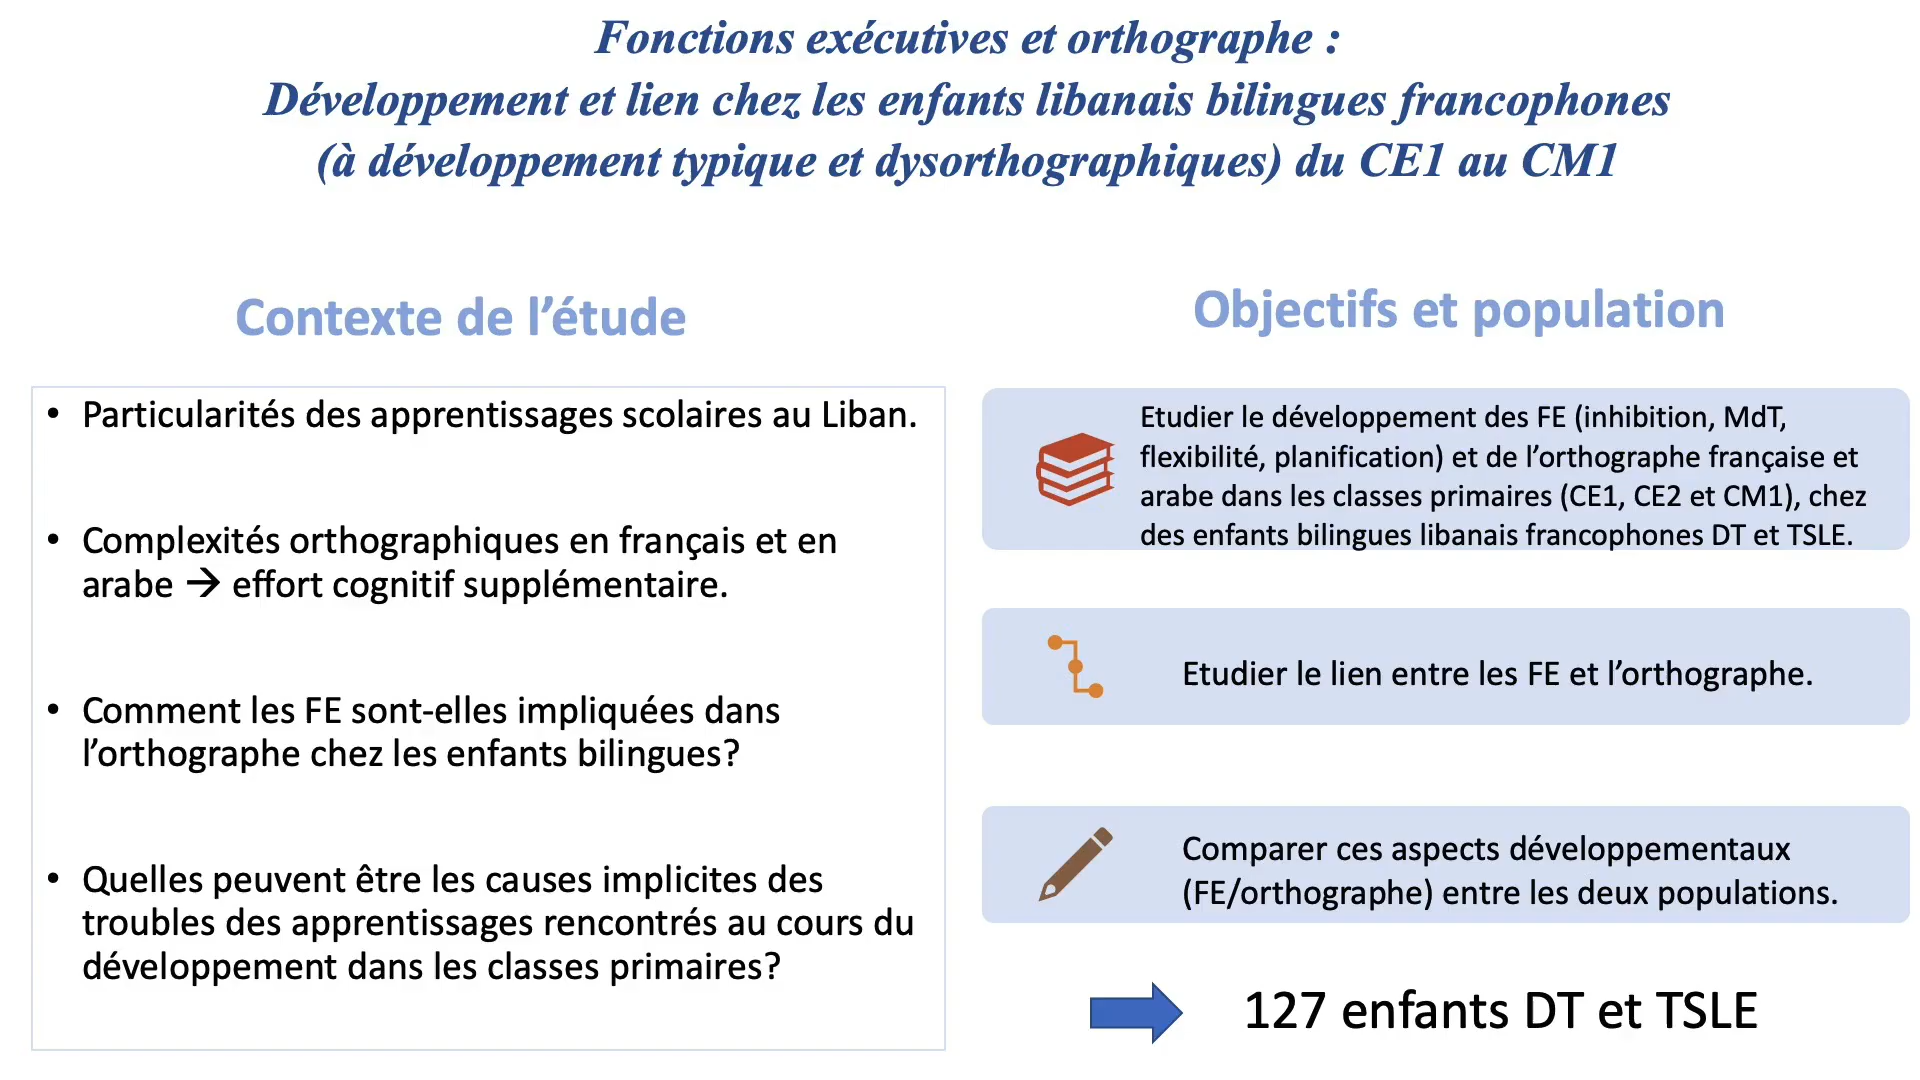 Fonctions exécutives et orthographe :
Développement et lien chez les enfants libanais bilingues francophones
(à développement typique et dysorthographiques) du CE1 au CM1
Contexte de l’étude
• Particularités des apprentissages scolaires au Liban.
• Complexités orthographiques en français et en
arabe → effort cognitif supplémentaire.
• Comment les FE sont-elles impliquées dans
l’orthographe chez les enfants bilingues?
• Quelles peuvent être les causes implicites des
troubles des apprentissages rencontrés au cours du
développement dans les classes primaires?
Objectifs et population
Etudier le développement des FE (inhibition, MdT,
flexibilité, planification) et de l’orthographe française et
arabe dans les classes primaires (CE1, CE2 et CM1), chez
des enfants bilingues libanais francophones DT et TSLE.
Etudier le lien entre les FE et l’orthographe.
Comparer ces aspects développementaux
(FE/orthographe) entre les deux populations.
127 enfants DT et TSLE